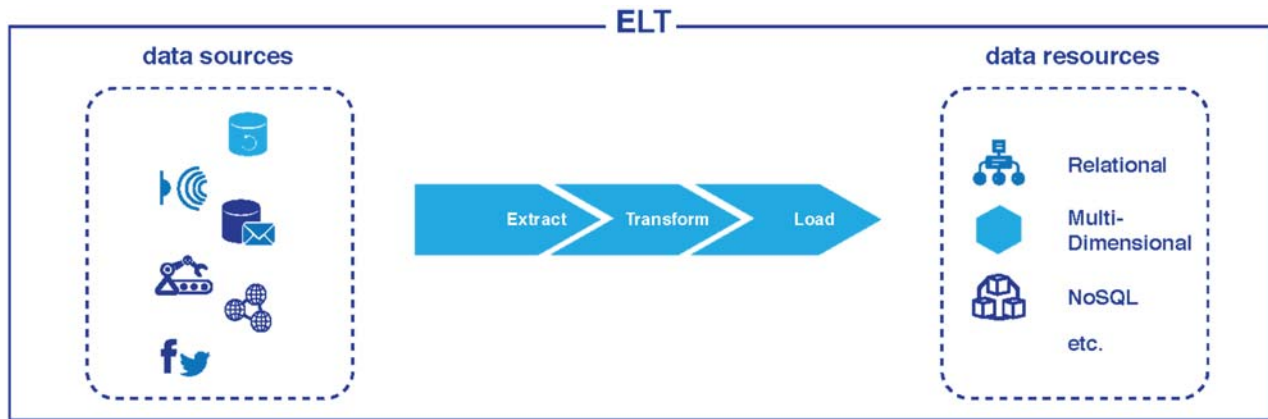 ELT
data sources
data resources
Extract
Transform
Load
Relational
Multi-
Dimensional
NoSQL
etc.